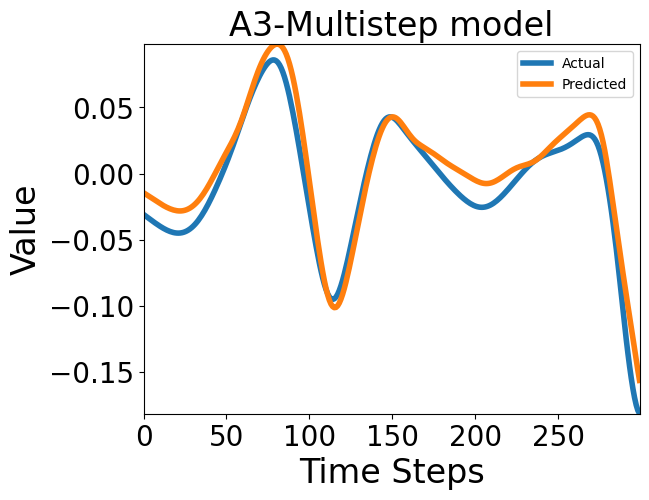 A3-Multistep model
Actual
Predicted
Value
0.05
0.00
−0.05
−0.10
−0.15
0 50 100 150 200 250
Time Steps